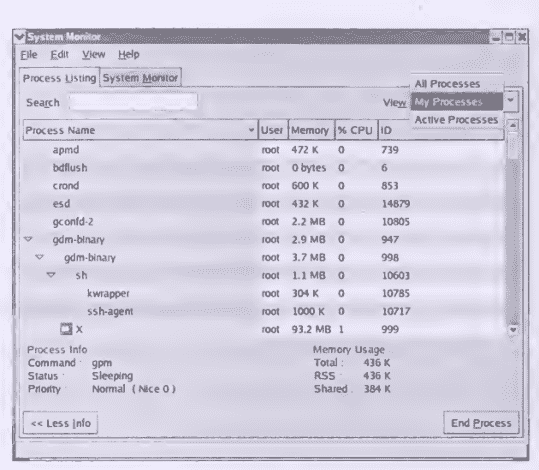 System Monitor
File Edit View Help
Process Listing System Monitor
All Processes
Search View My Processes
Active Processes
Process Name User Memory % CPU ID
apmd root 472 K 0 739
bdflush root 0 bytes 0 6
crond root 600 K 0 853
esd root 432 K 0 14879
gconfd-2 root 2.2 MB 0 10805
gdm-binary root 2.9 MB 0 947
gdm-binary root 3.7 MB 0 998
sh root 1.1 MB 0 10603
kwrapper root 304 K 0 10785
ssh-agent root 1000 K 0 10717
X root 93.2 MB 1 999
Process Info Memory Usage
Command : gpm Total : 436 K
Status : Sleeping RSS : 436 K
Priority : Normal ( Nice 0 ) Shared : 384 K
<< Less Info End Process